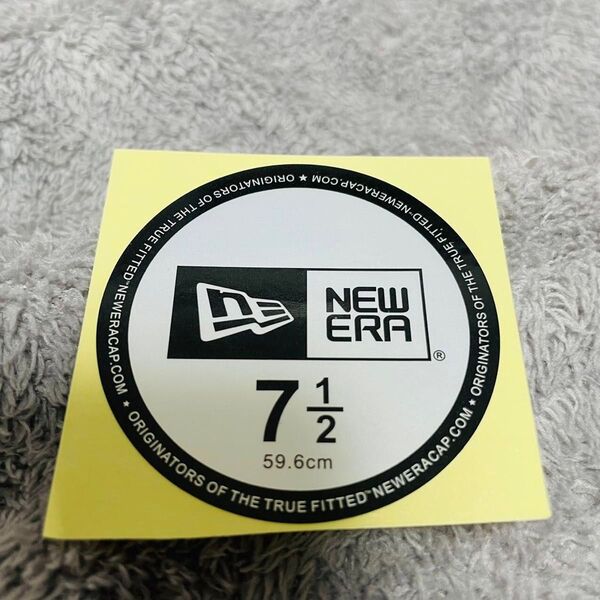 ORIGINATORS OF THE TRUE FITTED™ NEWERACAP.COM ★ ORIGINATORS OF THE TRUE FITTED™ NEWERACAP.COM ★ ORIGINATORS OF THE TRUE FITTED™ NEWERACAP.COM ★
ne
NEW
ERA
®
7 1/2
59.6cm